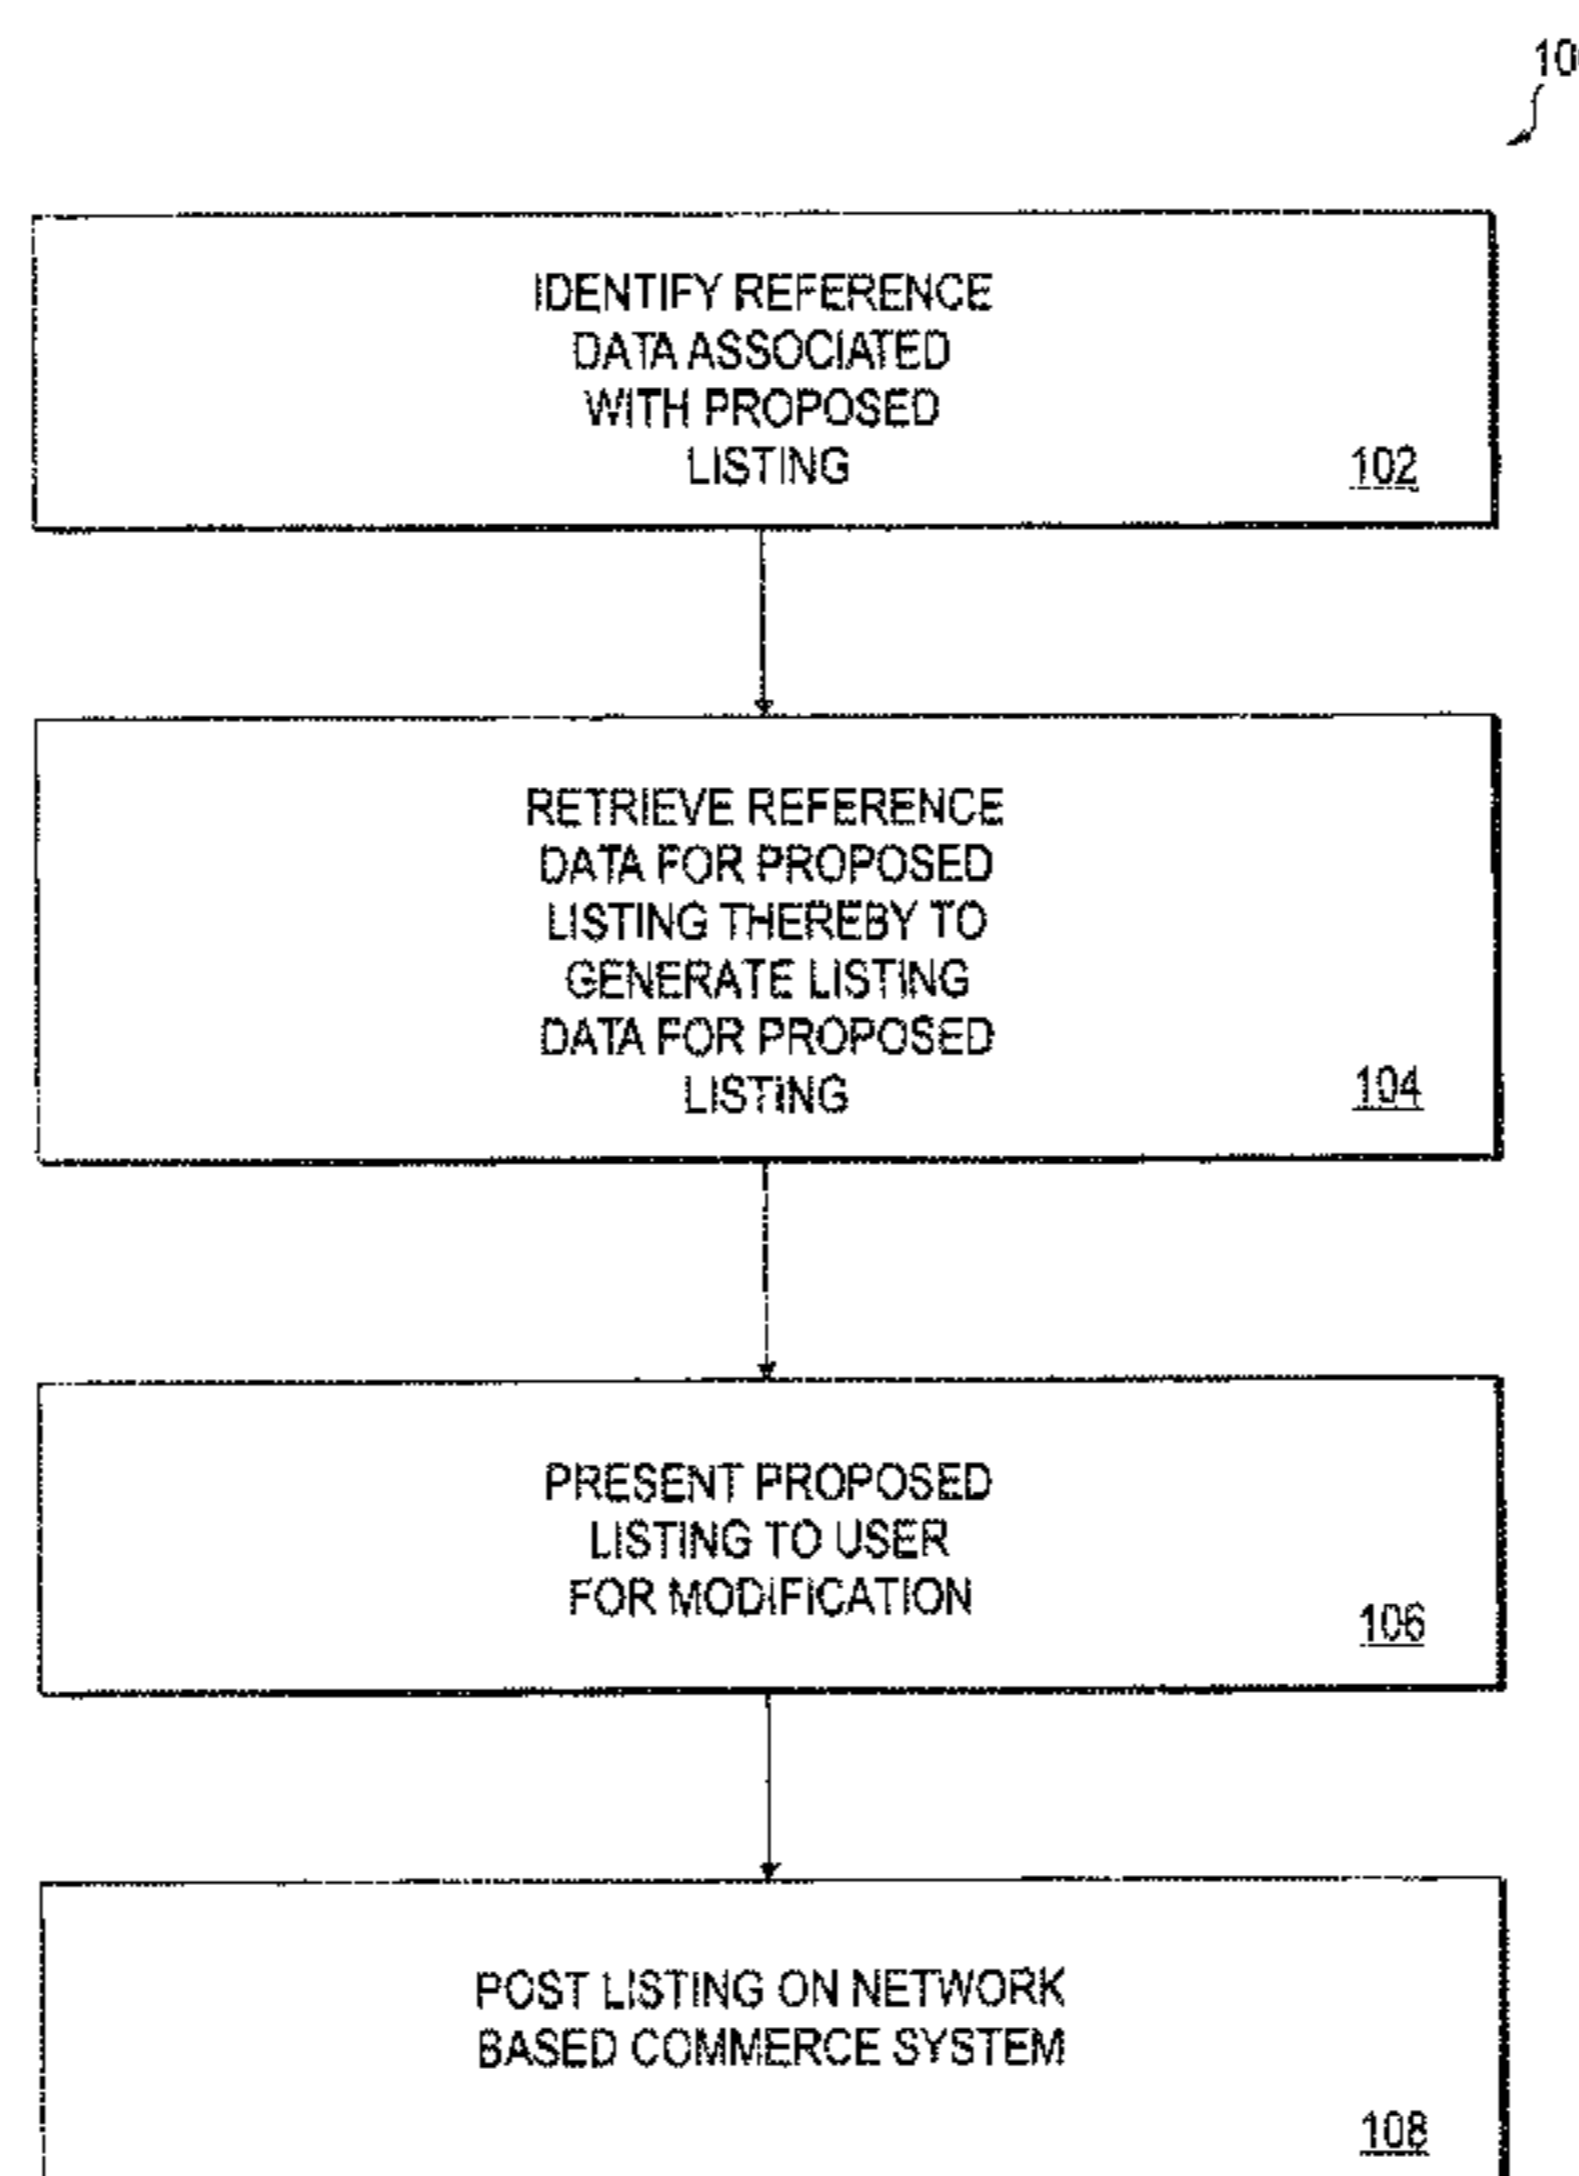 10
IDENTIFY REFERENCE
DATA ASSOCIATED
WITH PROPOSED
LISTING
102
RETRIEVE REFERENCE
DATA FOR PROPOSED
LISTING THEREBY TO
GENERATE LISTING
DATA FOR PROPOSED
LISTING
104
PRESENT PROPOSED
LISTING TO USER
FOR MODIFICATION
106
POST LISTING ON NETWORK
BASED COMMERCE SYSTEM
108